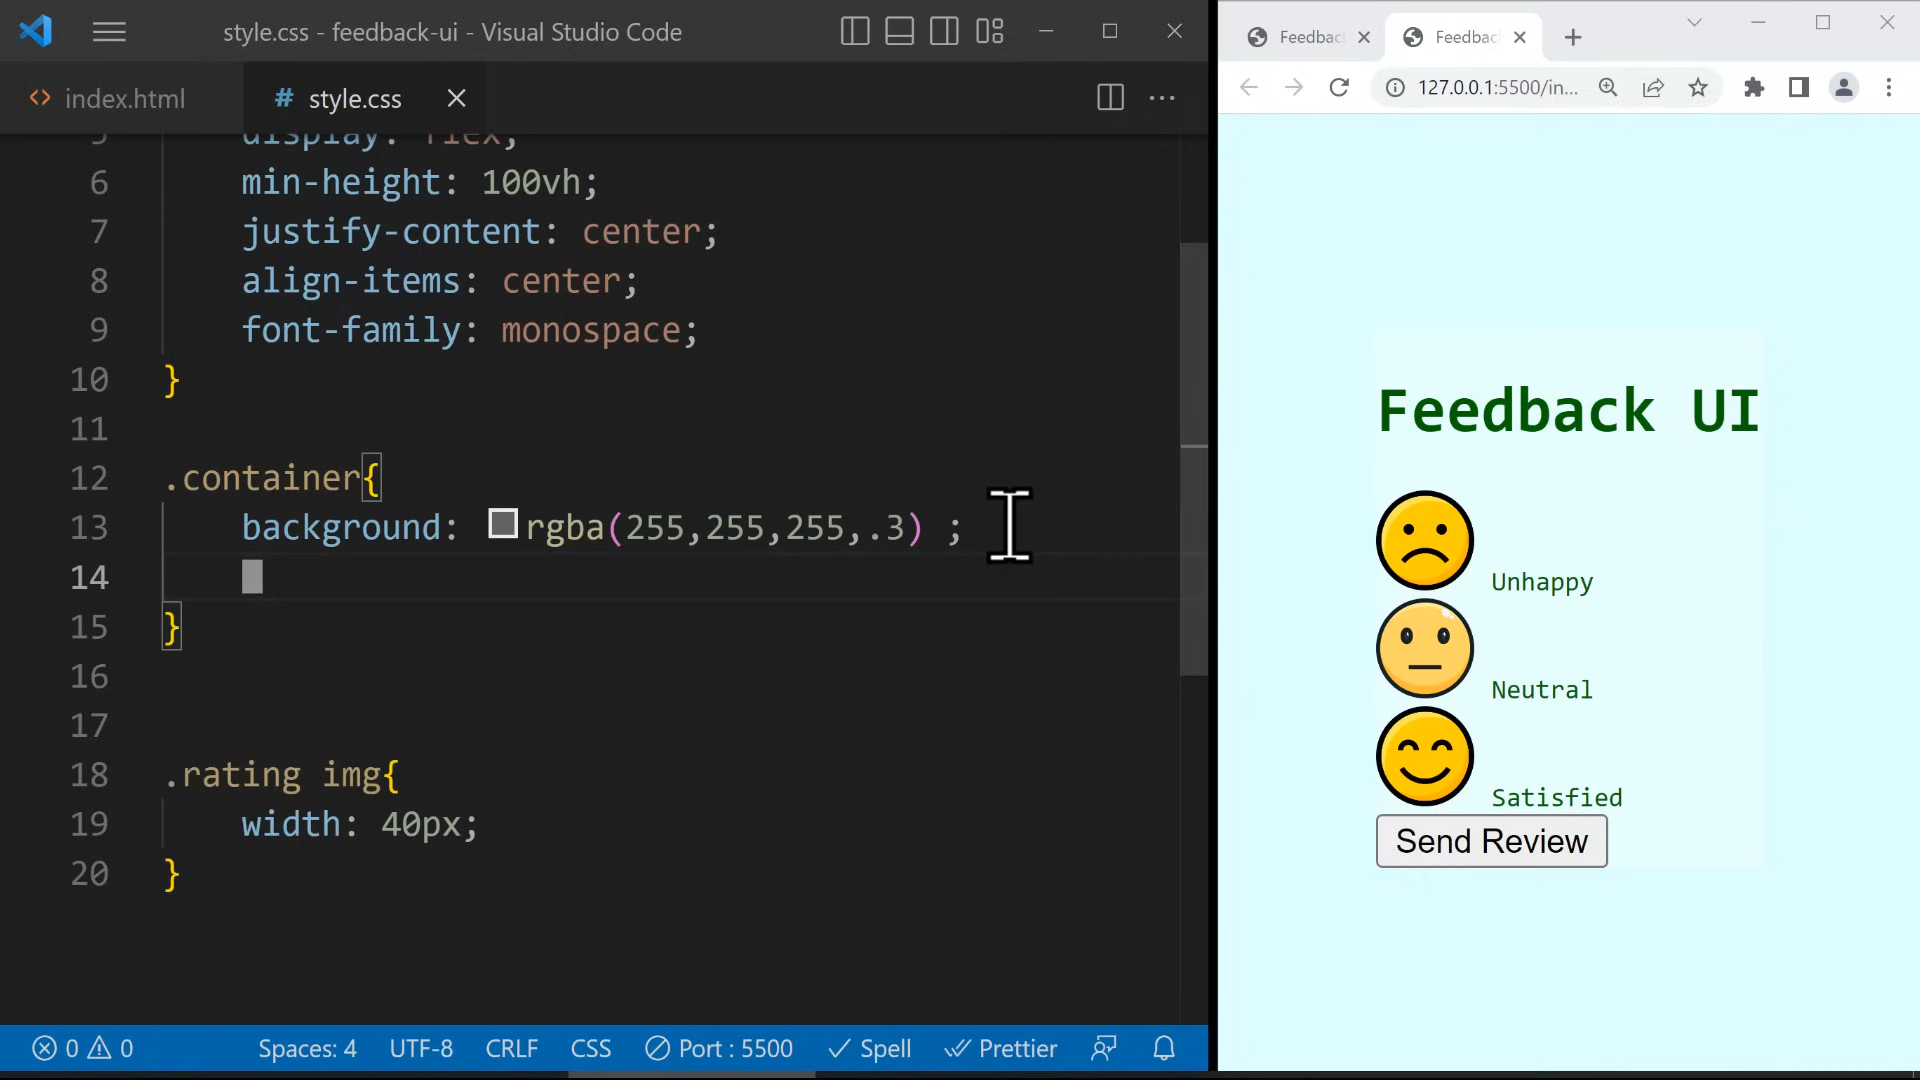 style.css - feedback-ui - Visual Studio Code
index.html
# style.css
5 display: flex;
6 min-height: 100vh;
7 justify-content: center;
8 align-items: center;
9 font-family: monospace;
10 }
11
12 .container{
13 background: rgba(255,255,255,.3) ;
14
15 }
16
17
18 .rating img{
19 width: 40px;
20 }
0 0 Spaces: 4 UTF-8 CRLF CSS Port : 5500 Spell Prettier
Feedbac Feedbac
127.0.0.1:5500/in...
Feedback UI
Unhappy
Neutral
Satisfied
Send Review